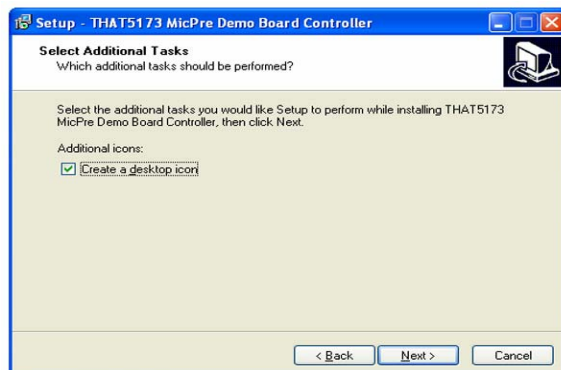 Setup - THAT5173 MicPre Demo Board Controller
Select Additional Tasks
Which additional tasks should be performed?
Select the additional tasks you would like Setup to perform while installing THAT5173
MicPre Demo Board Controller, then click Next.
Additional icons:
Create a desktop icon
< Back Next > Cancel